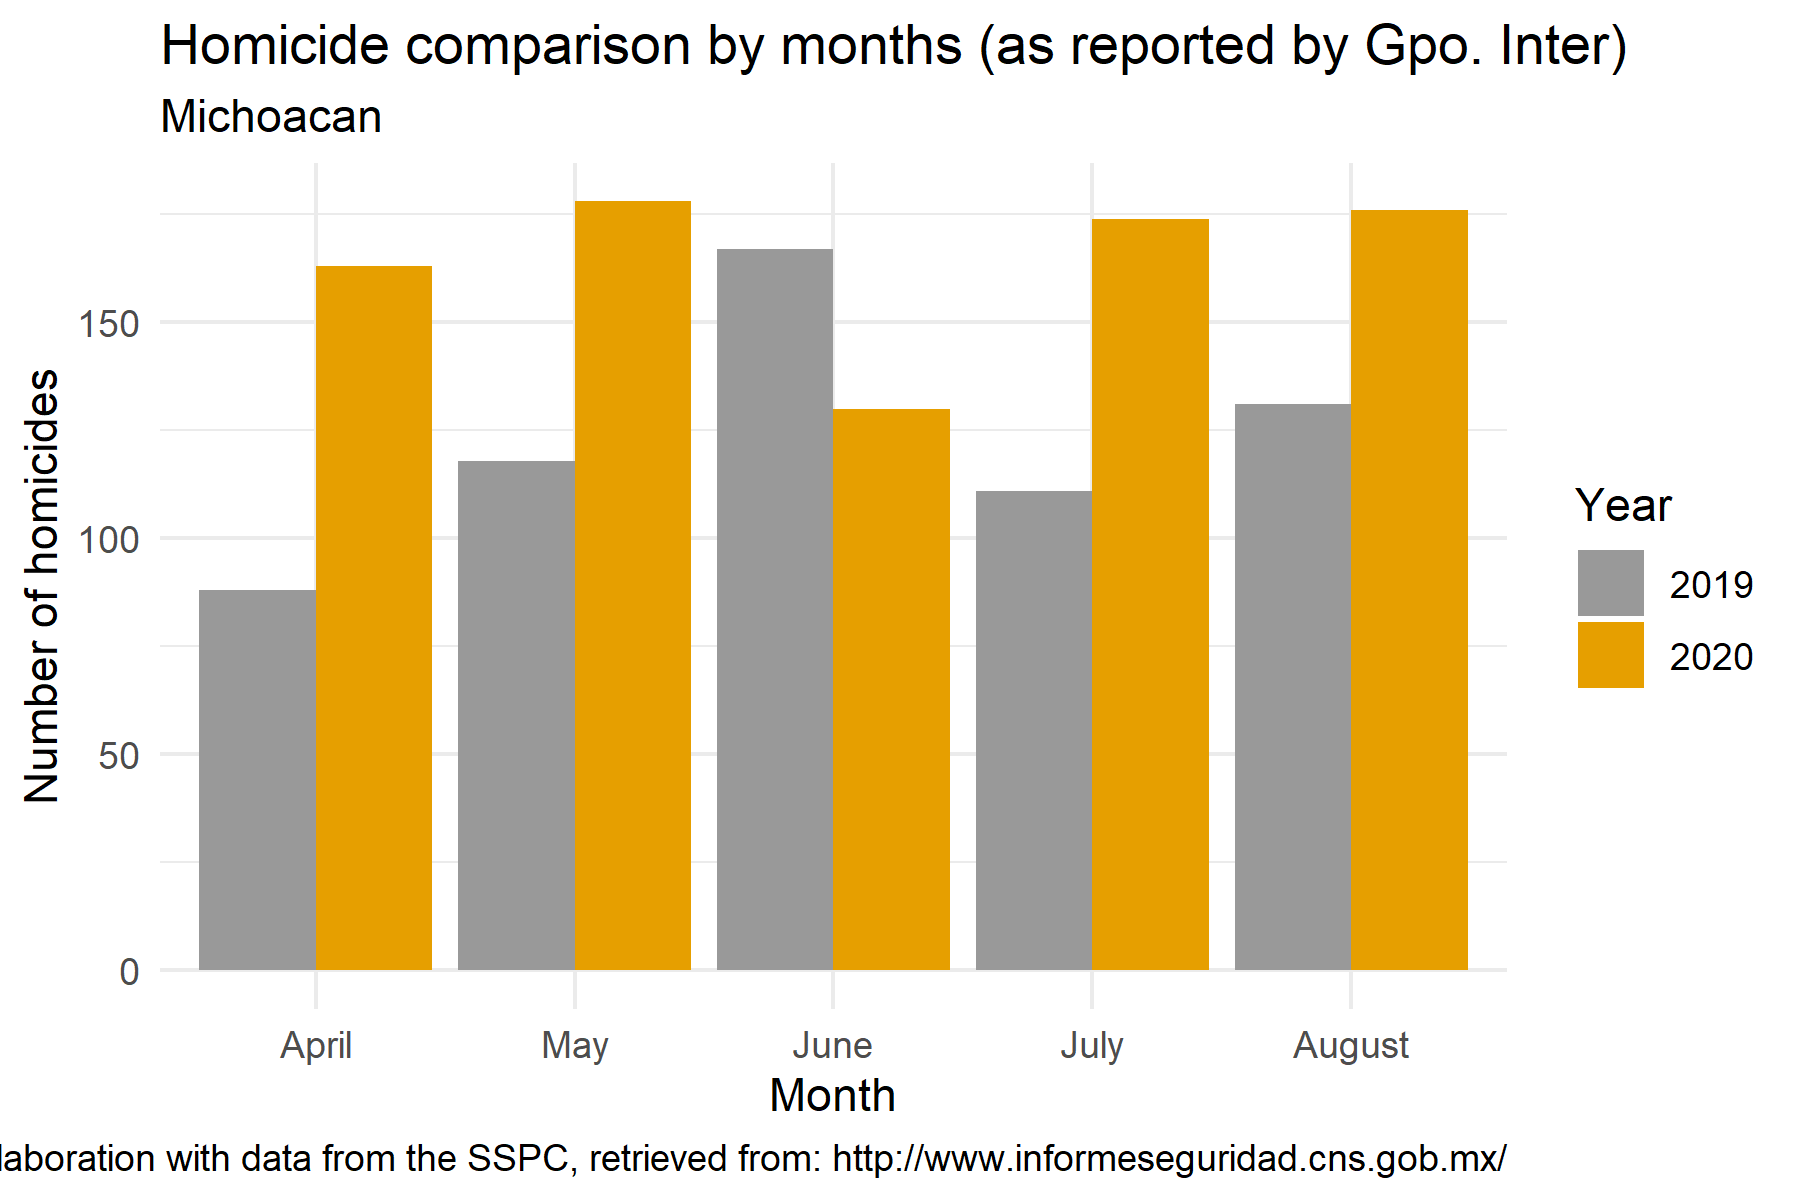 Homicide comparison by months (as reported by Gpo. Inter)
Michoacan
Number of homicides
150
100
50
0
April May June July August
Month
Year
2019
2020
with data from the SSPC, retrieved from: http://www.informeseguridad.cns.gob.mx/